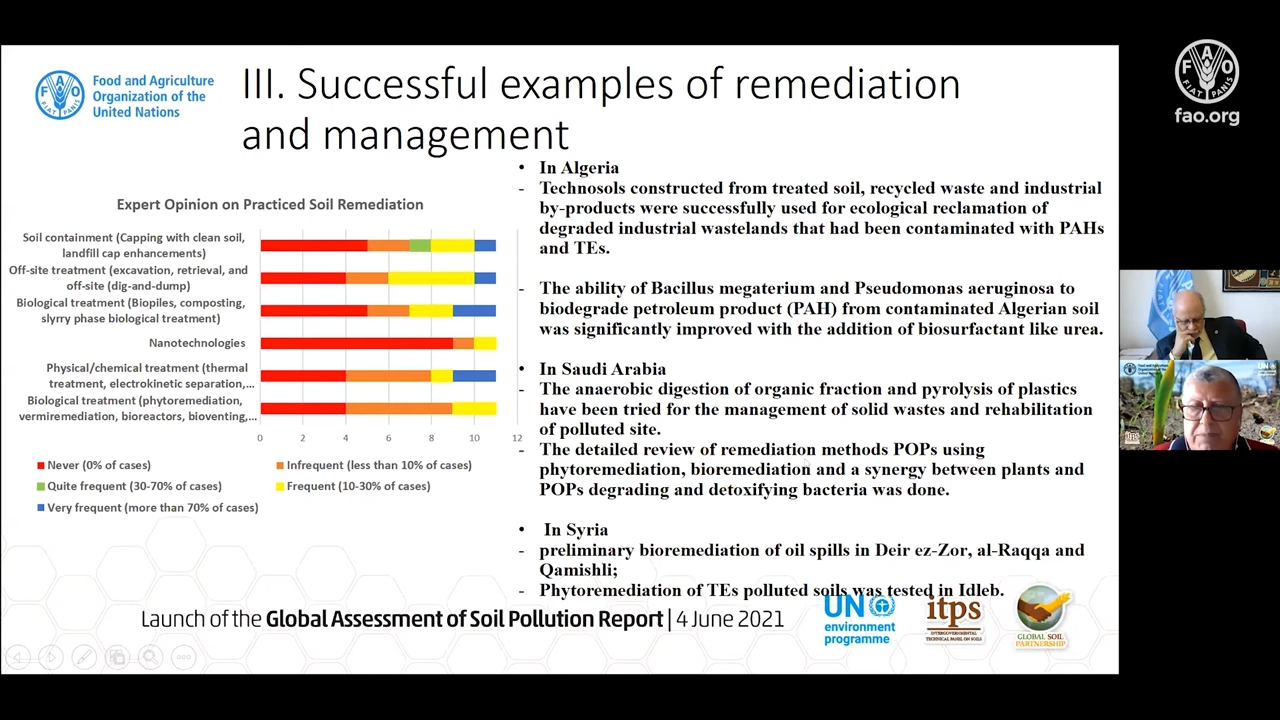 Food and Agriculture
Organization of the
United Nations
III. Successful examples of remediation
and management
Expert Opinion on Practiced Soil Remediation
Soil containment (Capping with clean soil,
landfill cap enhancements)
Off-site treatment (excavation, retrieval, and
off-site (dig-and-dump)
Biological treatment (Biopiles, composting,
slyrry phase biological treatment)
Nanotechnologies
Physical/chemical treatment (thermal
treatment, electrokinetic separation,...
Biological treatment (phytoremediation,
vermiremediation, bioreactors, bioventing,...
0 2 4 6 8 10 12
Never (0% of cases)
Infrequent (less than 10% of cases)
Quite frequent (30-70% of cases)
Frequent (10-30% of cases)
Very frequent (more than 70% of cases)
• In Algeria
- Technosols constructed from treated soil, recycled waste and industrial
by-products were successfully used for ecological reclamation of
degraded industrial wastelands that had been contaminated with PAHs
and TEs.
- The ability of Bacillus megaterium and Pseudomonas aeruginosa to
biodegrade petroleum product (PAH) from contaminated Algerian soil
was significantly improved with the addition of biosurfactant like urea.
• In Saudi Arabia
- The anaerobic digestion of organic fraction and pyrolysis of plastics
have been tried for the management of solid wastes and rehabilitation
of polluted site.
- The detailed review of remediation methods POPs using
phytoremediation, bioremediation and a synergy between plants and
POPs degrading and detoxifying bacteria was done.
• In Syria
- preliminary bioremediation of oil spills in Deir ez-Zor, al-Raqqa and
Qamishli;
- Phytoremediation of TEs polluted soils was tested in Idleb.
Launch of the Global Assessment of Soil Pollution Report | 4 June 2021
UN
environment
programme
itps
INTERGOVERNMENTAL
TECHNICAL PANEL ON SOILS
GLOBAL SOIL
PARTNERSHIP
FAO
FIAT PANIS
fao.org